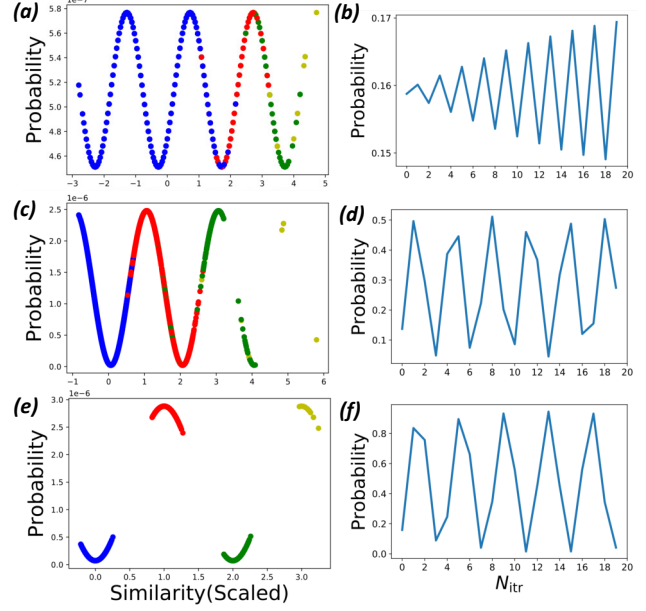 (a)
Probability
5.8
5.6
5.4
5.2
5.0
4.8
4.6
−3 −2 −1 0 1 2 3 4 5
(b)
Probability
0.17
0.16
0.15
0 2 4 6 8 10 12 14 16 18 20
(c)
1e−6
Probability
2.5
2.0
1.5
1.0
0.5
0.0
−1 0 1 2 3 4 5 6
(d)
Probability
0.5
0.4
0.3
0.2
0.1
0 2 4 6 8 10 12 14 16 18 20
(e)
1e−6
Probability
3.0
2.5
2.0
1.5
1.0
0.5
0.0
0.0 0.5 1.0 1.5 2.0 2.5 3.0
Similarity(Scaled)
(f)
Probability
0.8
0.6
0.4
0.2
0.0
0 2 4 6 8 10 12 14 16 18 20
N_itr